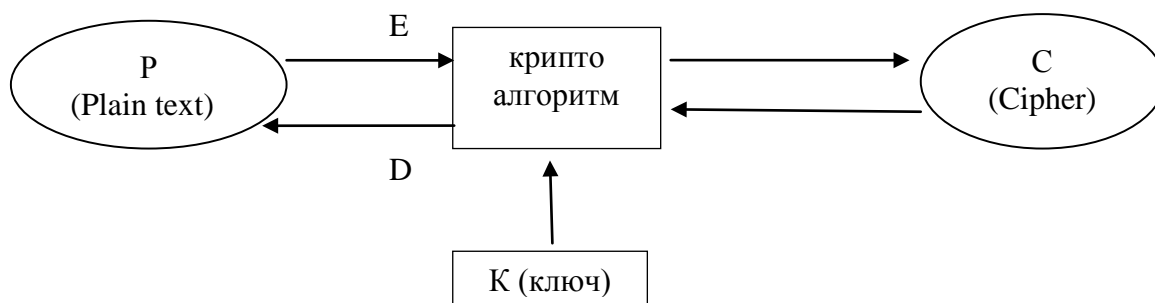 E
P
(Plain text)
крипто
алгоритм
C
(Cipher)
D
К (ключ)